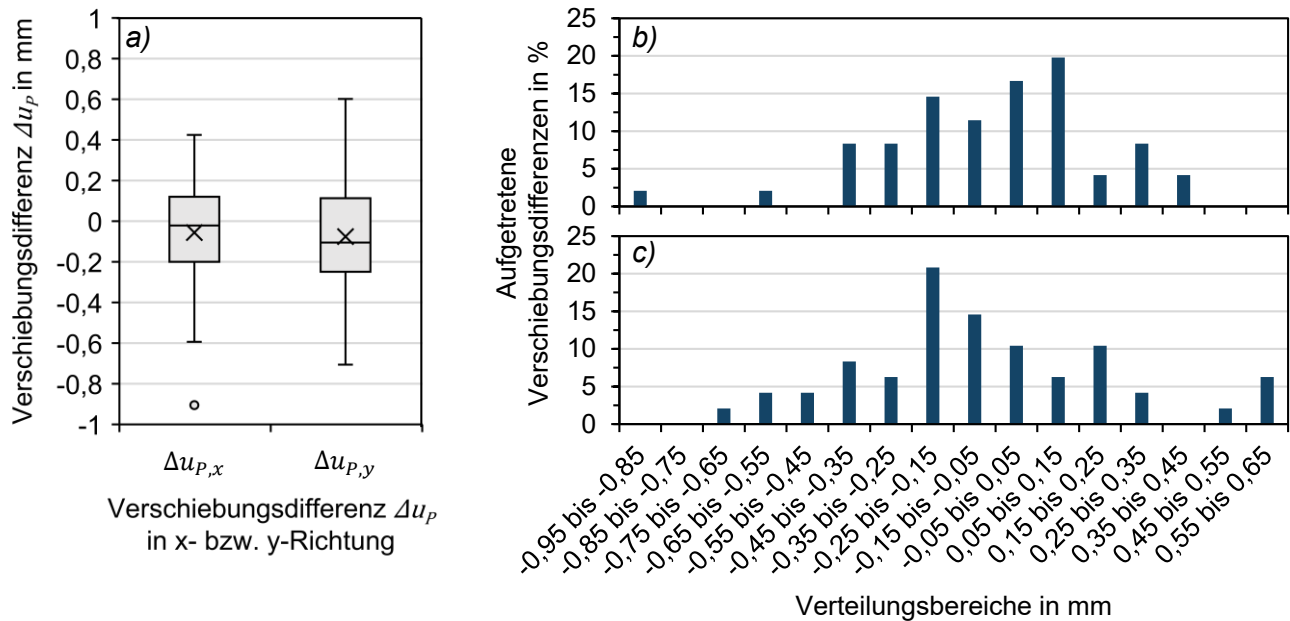 a)
1
0,8
0,6
0,4
0,2
0
-0,2
-0,4
-0,6
-0,8
-1
Verschiebungsdifferenz Δu_P in mm
Δu_{P,x}
Δu_{P,y}
Verschiebungsdifferenz Δu_P
in x- bzw. y-Richtung
Aufgetretene
Verschiebungsdifferenzen in %
b)
25
20
15
10
5
0
c)
25
20
15
10
5
0
-0,95 bis -0,85
-0,85 bis -0,75
-0,75 bis -0,65
-0,65 bis -0,55
-0,55 bis -0,45
-0,45 bis -0,35
-0,35 bis -0,25
-0,25 bis -0,15
-0, 15 bis -0,05
-0,05 bis 0,05
0,05 bis 0,15
0,15 bis 0,25
0,25 bis 0,35
0,35 bis 0,45
0,45 bis 0,55
0,55 bis 0,65
Verteilungsbereiche in mm